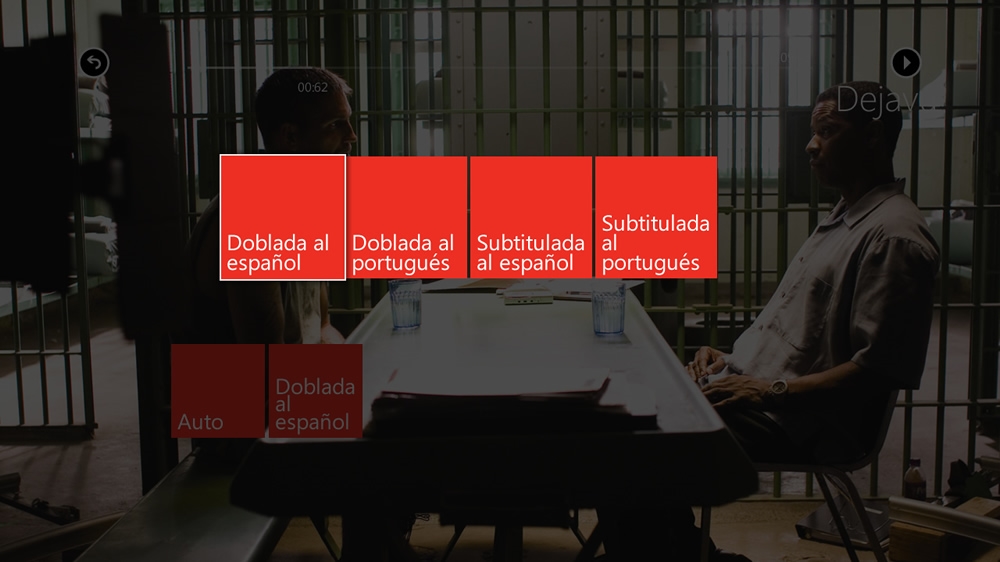 00:62
Dejavu
Doblada al
español
Doblada al
portugués
Subtitulada
al español
Subtitulada
al
portugués
Auto
Doblada
al
español